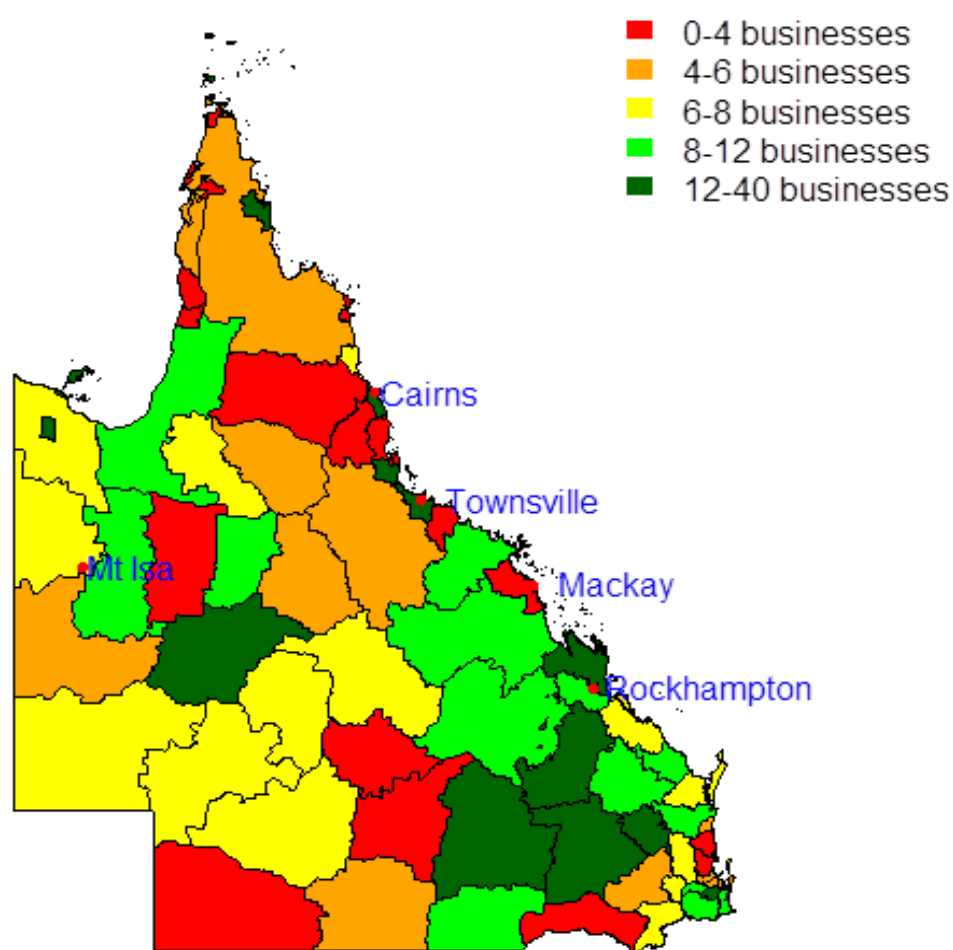 0-4 businesses
4-6 businesses
6-8 businesses
8-12 businesses
12-40 businesses
Cairns
Townsville
Mt Isa
Mackay
Rockhampton